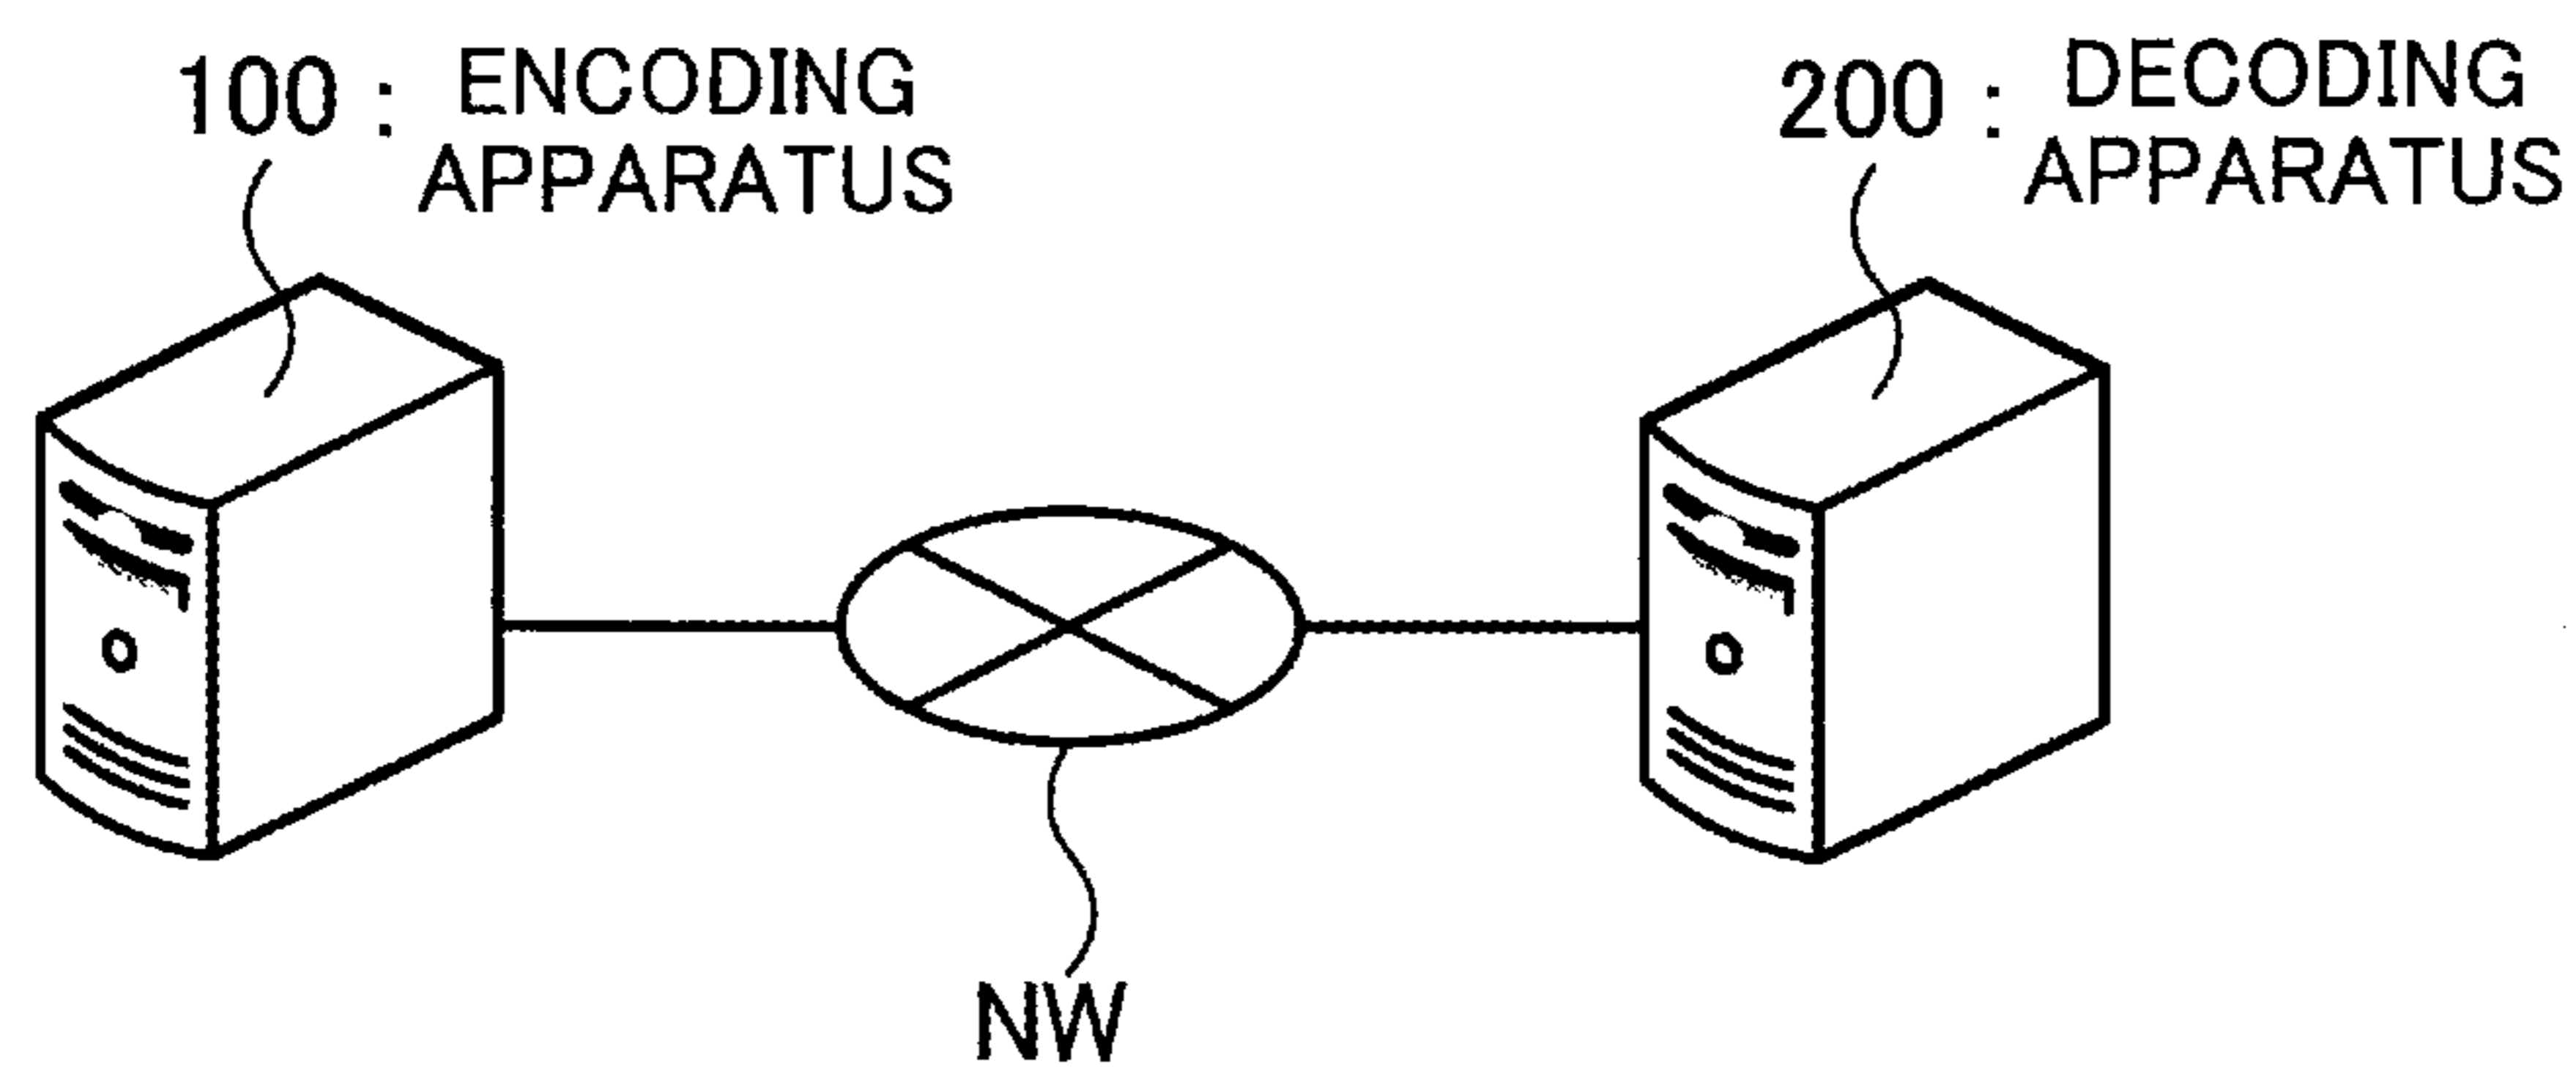 100 : ENCODING
APPARATUS
200 : DECODING
APPARATUS
NW